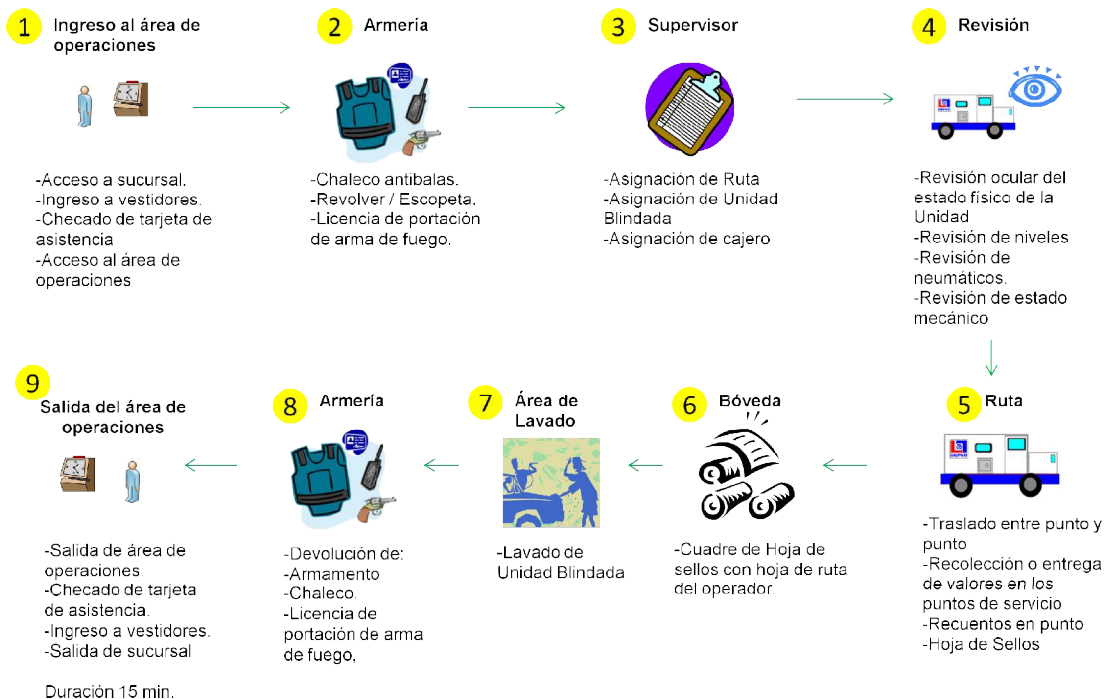 1 Ingreso al área de
operaciones
-Acceso a sucursal.
-Ingreso a vestidores.
-Checado de tarjeta de
asistencia
-Acceso al área de
operaciones
2 Armería
-Chaleco antibalas.
-Revolver / Escopeta.
-Licencia de portación
de arma de fuego.
3 Supervisor
-Asignación de Ruta
-Asignación de Unidad
Blindada
-Asignación de cajero
4 Revisión
-Revisión ocular del
estado físico de la
Unidad
-Revisión de niveles
-Revisión de
neumáticos.
-Revisión de estado
mecánico
5 Ruta
-Traslado entre punto y
punto
-Recolección o entrega
de valores en los
puntos de servicio
-Recuentos en punto
-Hoja de Sellos
6 Bóveda
-Cuadre de Hoja de
sellos con hoja de ruta
del operador.
7 Área de
Lavado
-Lavado de
Unidad Blindada
8 Armería
-Devolución de:
-Armamento
-Chaleco.
-Licencia de
portación de arma
de fuego,
9
Salida del área de
operaciones
-Salida de área de
operaciones.
-Checado de tarjeta
de asistencia.
-Ingreso a vestidores.
-Salida de sucursal
Duración 15 min.